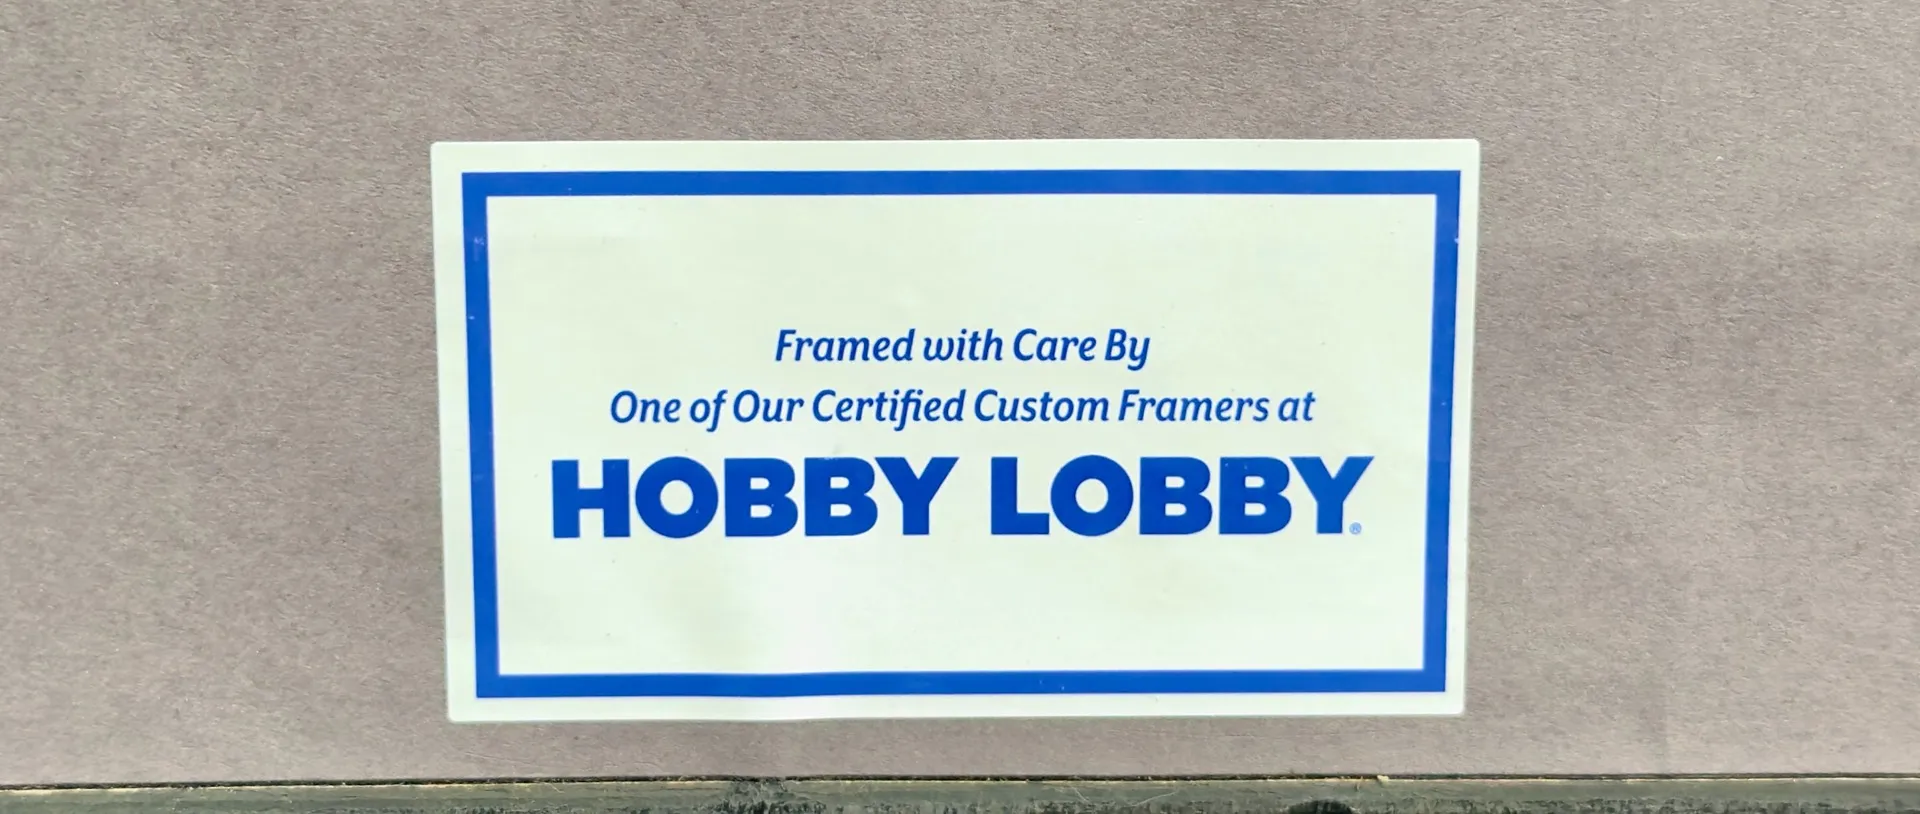 Framed with Care By
One of Our Certified Custom Framers at
HOBBY LOBBY®